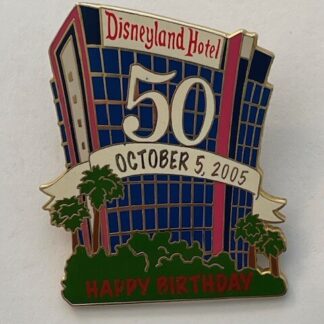 Disneyland Hotel
50
OCTOBER 5, 2005
HAPPY BIRTHDAY